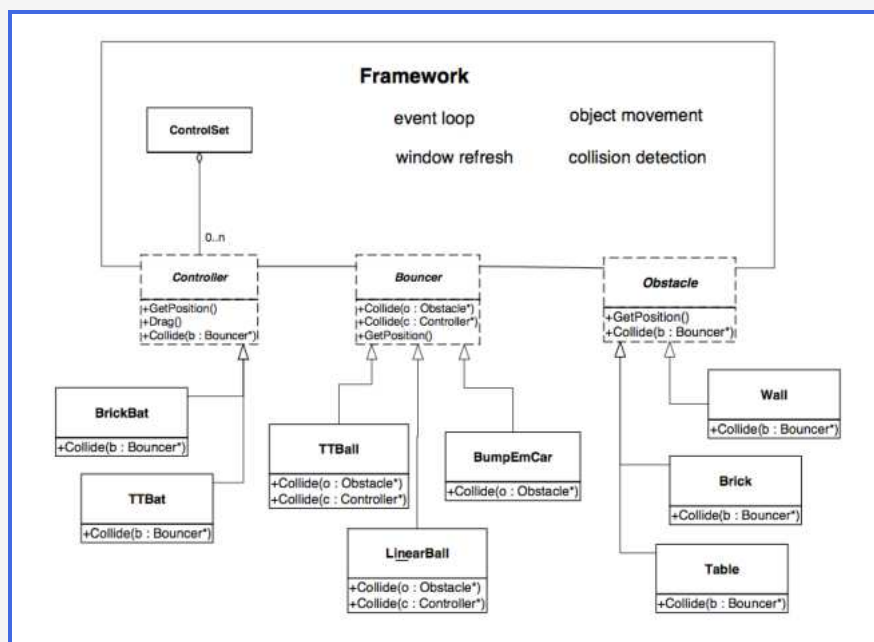 Framework
event loop
object movement
window refresh
collision detection
ControlSet
0..n
Controller
+GetPosition()
+Drag()
+Collide(b : Bouncer*)
Bouncer
+Collide(o : Obstacle*)
+Collide(c : Controller*)
+GetPosition()
Obstacle
+GetPosition()
+Collide(b : Bouncer*)
BrickBat
+Collide(b : Bouncer*)
TTBat
+Collide(b : Bouncer*)
TTBall
+Collide(o : Obstacle*)
+Collide(c : Controller*)
LinearBall
+Collide(o : Obstacle*)
+Collide(c : Controller*)
BumpEmCar
+Collide(o : Obstacle*)
Wall
+Collide(b : Bouncer*)
Brick
+Collide(b : Bouncer*)
Table
+Collide(b : Bouncer*)